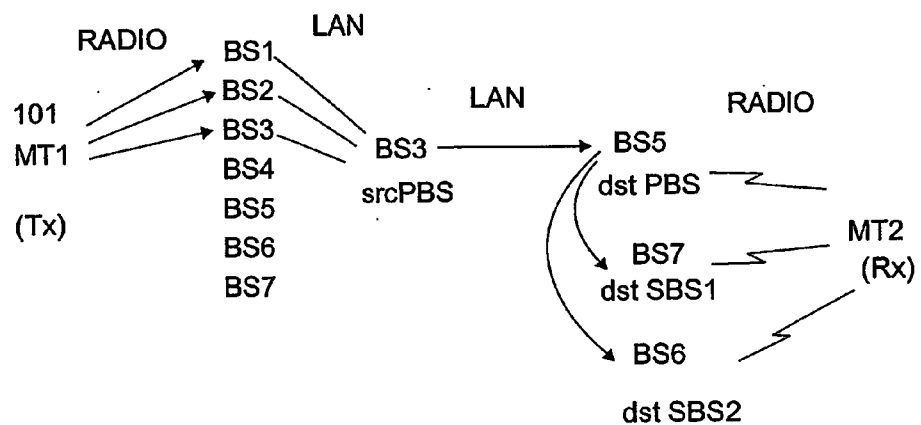 RADIO
LAN
BS1
BS2
BS3
BS4
BS5
BS6
BS7
101
MT1
(Tx)
BS3
srcPBS
LAN
RADIO
BS5
dst PBS
BS7
dst SBS1
BS6
dst SBS2
MT2
(Rx)